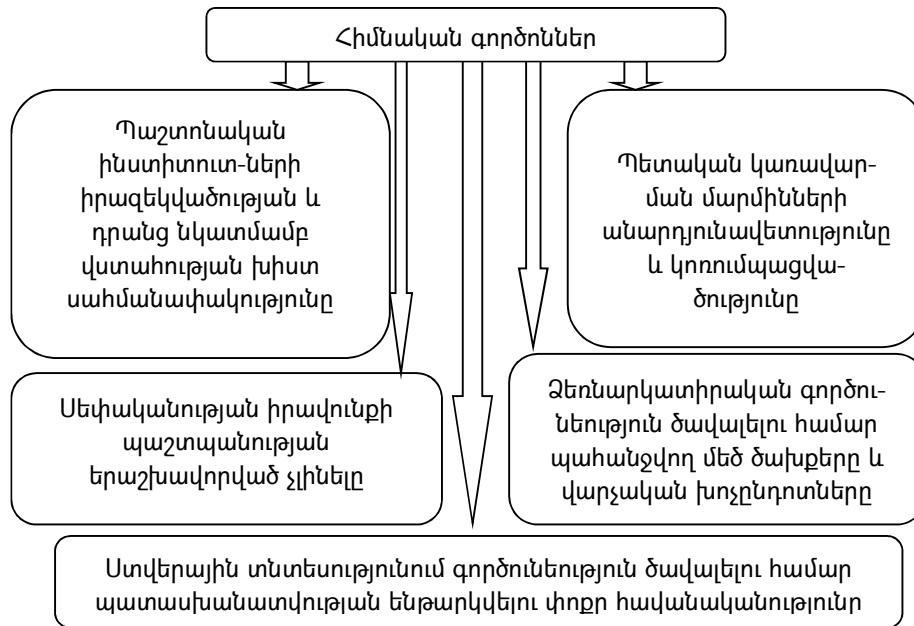 Հիմնական գործոններ
Պաշտոնական
ինստիտուտ-ների
իրազեկվածության և
դրանց նկատմամբ
վստահության խիստ
սահմանափակությունը
Պետական կառավար-
ման մարմինների
անարդյունավետությունը
և կոռումպացվա-
ծությունը
Սեփականության իրավունքի
պաշտպանության
երաշխավորված չլինելը
Ձեռնարկատիրական գործու-
նեություն ծավալելու համար
պահանջվող մեծ ծախքերը և
վարչական խոչընդոտները
Ստվերային տնտեսությունում գործունեություն ծավալելու համար
պատասխանատվության ենթարկվելու փոքր հավանականությունը